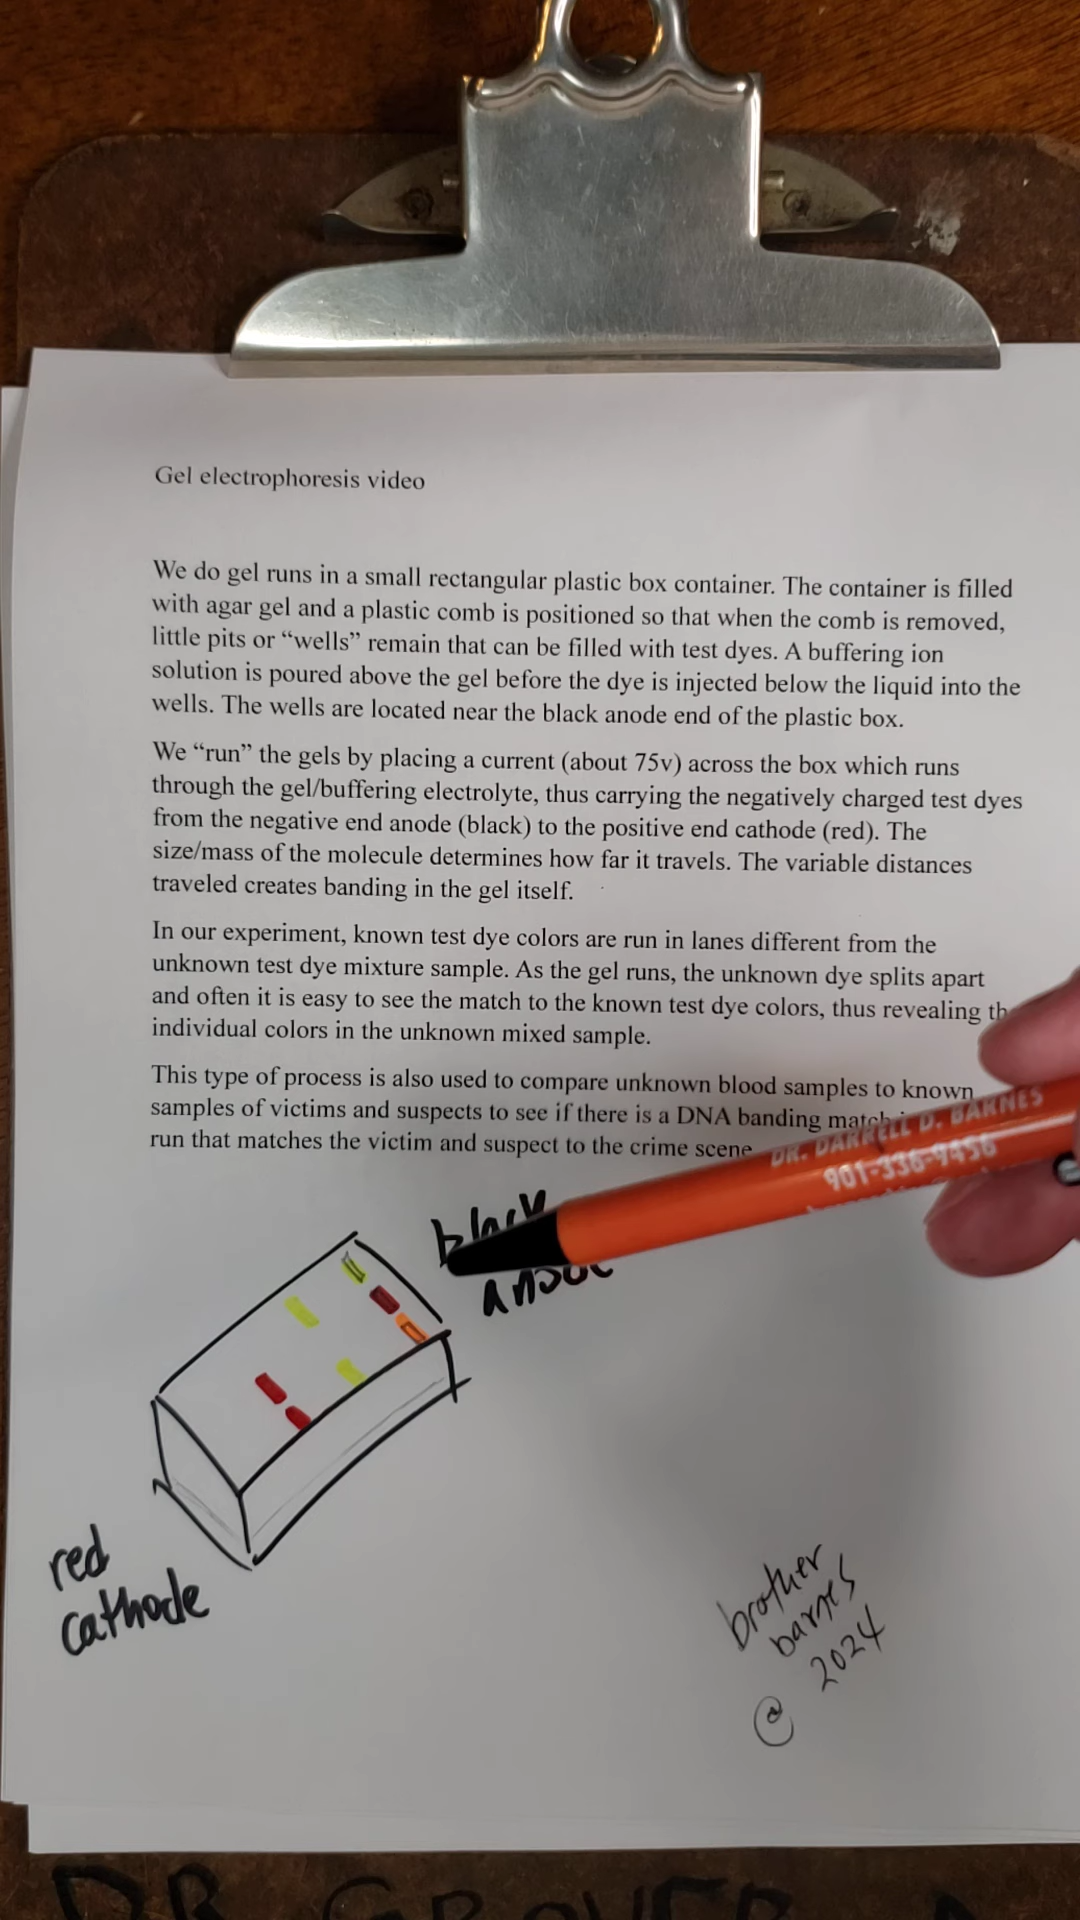 Gel electrophoresis video
We do gel runs in a small rectangular plastic box container. The container is filled
with agar gel and a plastic comb is positioned so that when the comb is removed,
little pits or “wells” remain that can be filled with test dyes. A buffering ion
solution is poured above the gel before the dye is injected below the liquid into the
wells. The wells are located near the black anode end of the plastic box.
We “run” the gels by placing a current (about 75v) across the box which runs
through the gel/buffering electrolyte, thus carrying the negatively charged test dyes
from the negative end anode (black) to the positive end cathode (red). The
size/mass of the molecule determines how far it travels. The variable distances
traveled creates banding in the gel itself.
In our experiment, known test dye colors are run in lanes different from the
unknown test dye mixture sample. As the gel runs, the unknown dye splits apart
and often it is easy to see the match to the known test dye colors, thus revealing
individual colors in the unknown mixed sample.
This type of process is also used to compare unknown blood samples to known
samples of victims and suspects to see if there is a DNA banding match
run that matches the victim and suspect to the crime scene
DR. DARRELL D. BARNES
901-336-9456
black
anode
red
cathode
brother
barnes
2024
@
DR GROVER